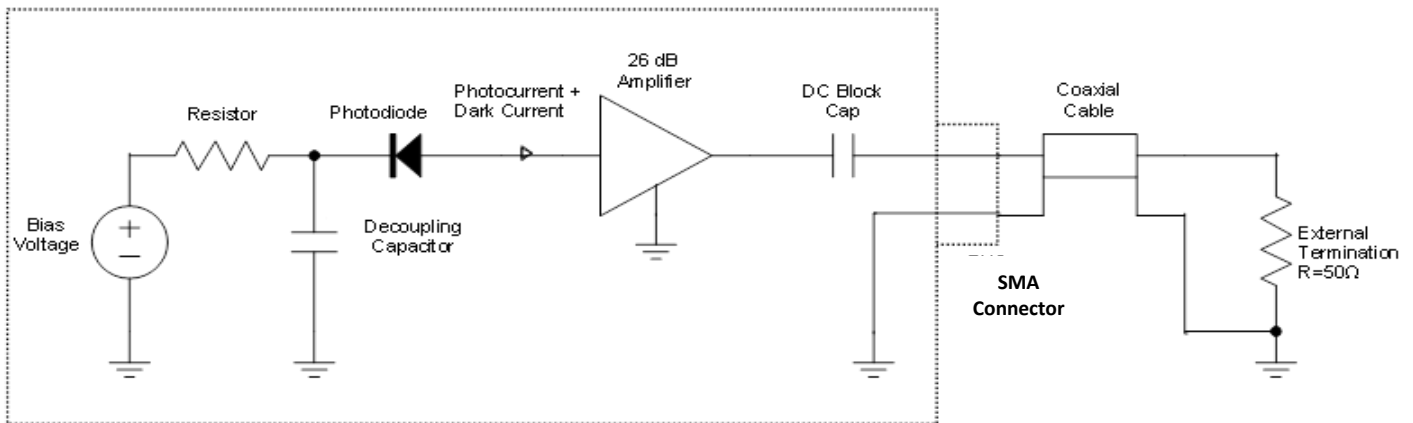 26 dB
Amplifier
Photocurrent +
Dark Current
DC Block
Cap
Coaxial
Cable
Resistor
Photodiode
Bias
Voltage
+
−
Decoupling
Capacitor
External
Termination
R=50Ω
SMA
Connector